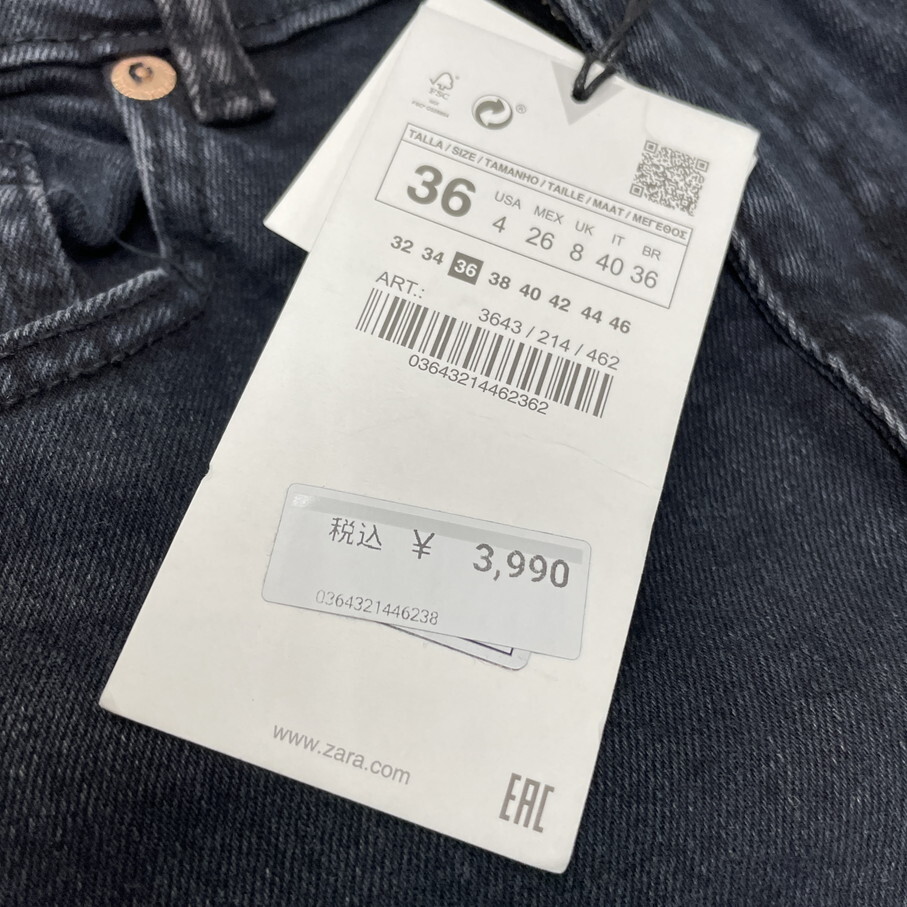 FSC
®
TALLA / SIZE / TAMANHO / TAILLE / MAAT / ΜΕΓΕΘΟΣ
36
USA MEX UK IT BR
4 26 8 40 36
32 34 36 38 40 42 44 46
ART.:
3643 / 214 / 462
03643214462362
税込 ¥ 3,990
0364321446238
www.zara.com
EAC